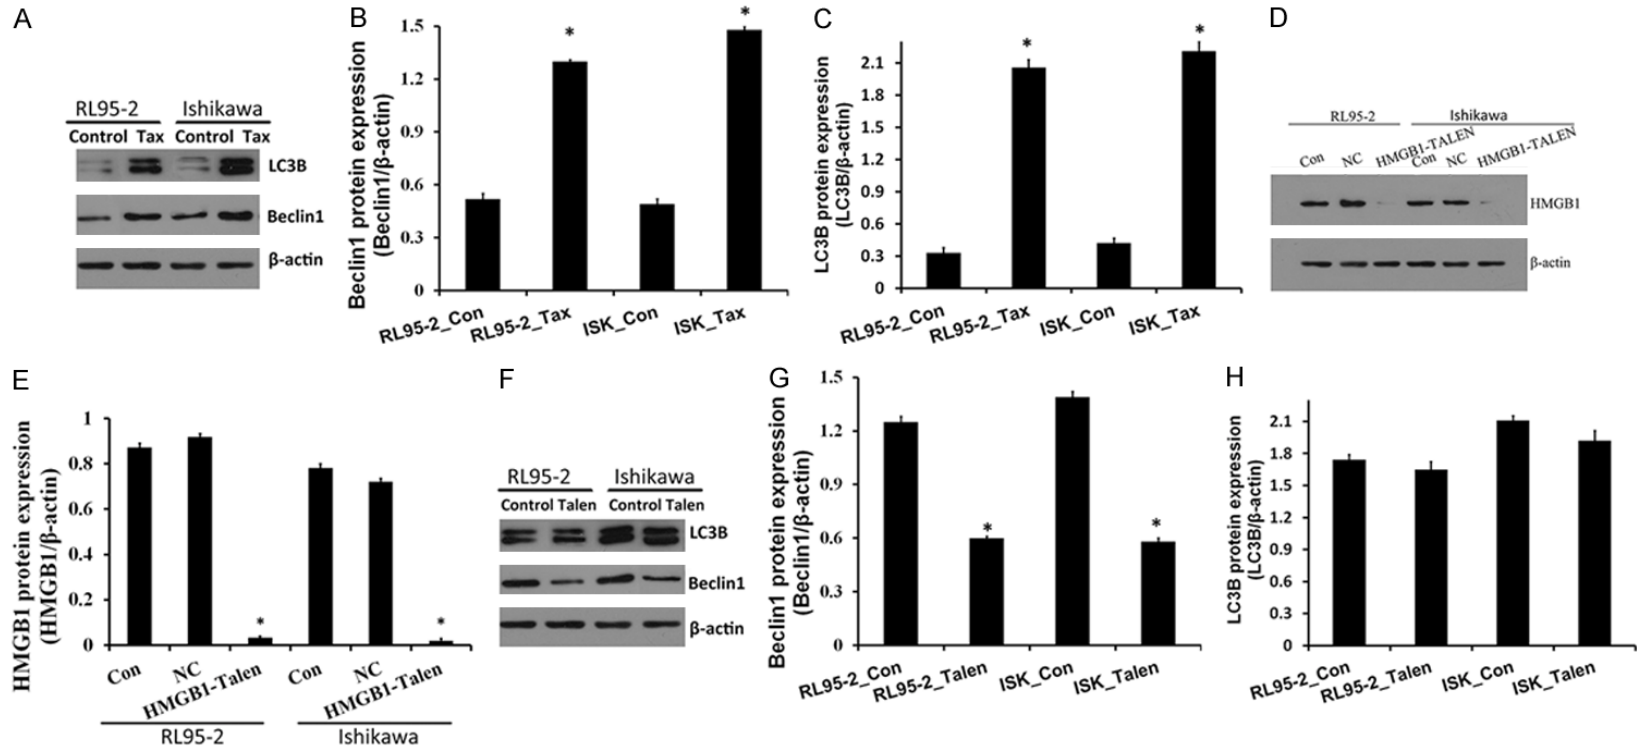 A
RL95-2 Ishikawa
Control Tax Control Tax
LC3B
Beclin1
β-actin
B
Beclin1 protein expression
(Beclin1/β-actin)
1.5
1.2
0.9
0.6
0.3
0
*
*
RL95-2_Con RL95-2_Tax ISK_Con ISK_Tax
C
LC3B protein expression
(LC3B/β-actin)
2.1
1.8
1.5
1.2
0.9
0.6
0.3
0
*
*
RL95-2_Con RL95-2_Tax ISK_Con ISK_Tax
D
RL95-2 Ishikawa
Con NC HMGB1-TALEN Con NC HMGB1-TALEN
HMGB1
β-actin
E
HMGB1 protein expression
(HMGB1/β-actin)
1
0.8
0.6
0.4
0.2
0
*
*
Con NC HMGB1-Talen Con NC HMGB1-Talen
RL95-2 Ishikawa
F
RL95-2 Ishikawa
Control Talen Control Talen
LC3B
Beclin1
β-actin
G
Beclin1 protein expression
(Beclin1/β-actin)
1.5
1.2
0.9
0.6
0.3
0
*
*
RL95-2_Con RL95-2_Talen ISK_Con ISK_Talen
H
LC3B protein expression
(LC3B/β-actin)
2.1
1.8
1.5
1.2
0.9
0.6
0.3
0
RL95-2_Con RL95-2_Talen ISK_Con ISK_Talen